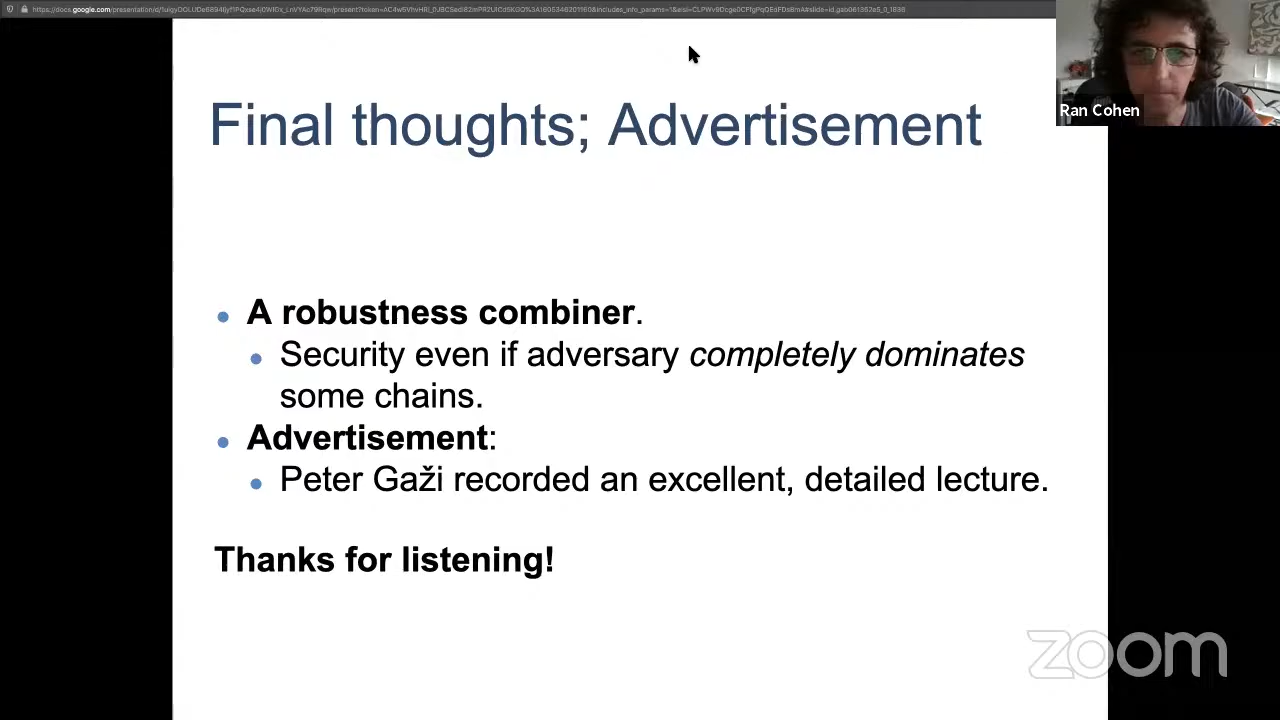 Final thoughts; Advertisement
Ran Cohen
A robustness combiner.
Security even if adversary completely dominates
some chains.
Advertisement:
Peter Gaži recorded an excellent, detailed lecture.
Thanks for listening!
zoom